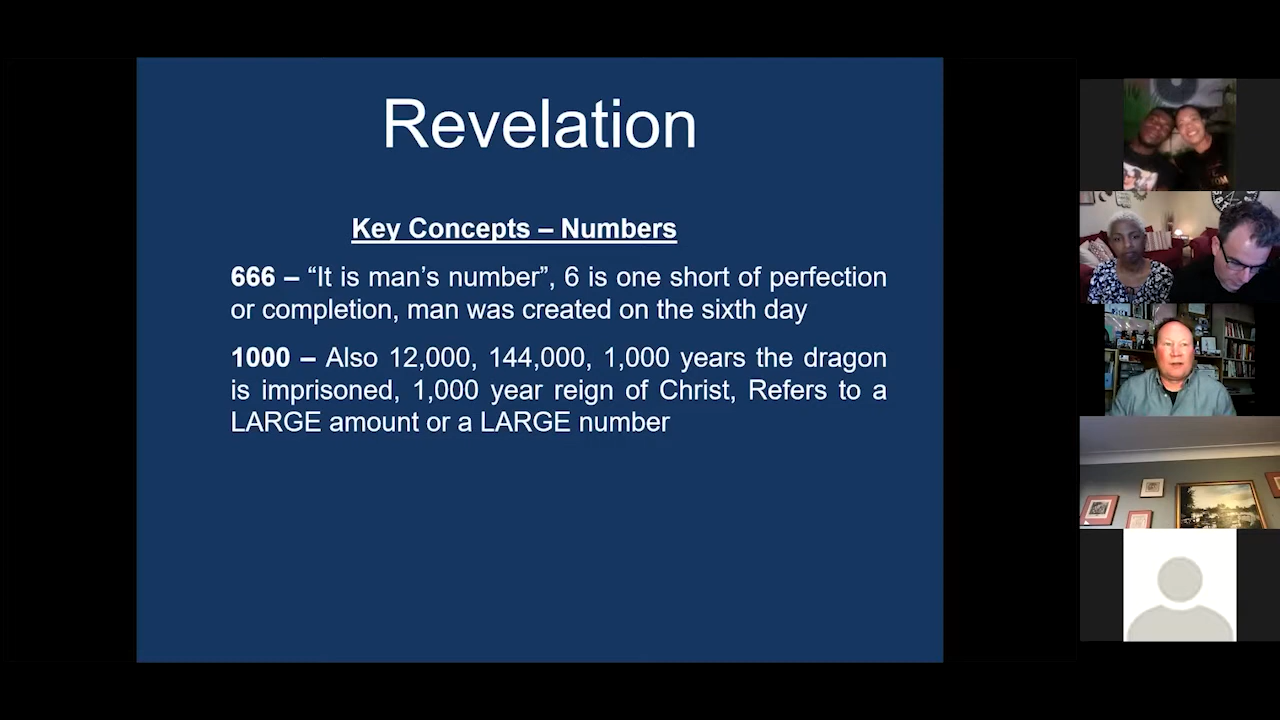 Revelation
Key Concepts – Numbers
666 – “It is man’s number”, 6 is one short of perfection
or completion, man was created on the sixth day
1000 – Also 12,000, 144,000, 1,000 years the dragon
is imprisoned, 1,000 year reign of Christ, Refers to a
LARGE amount or a LARGE number